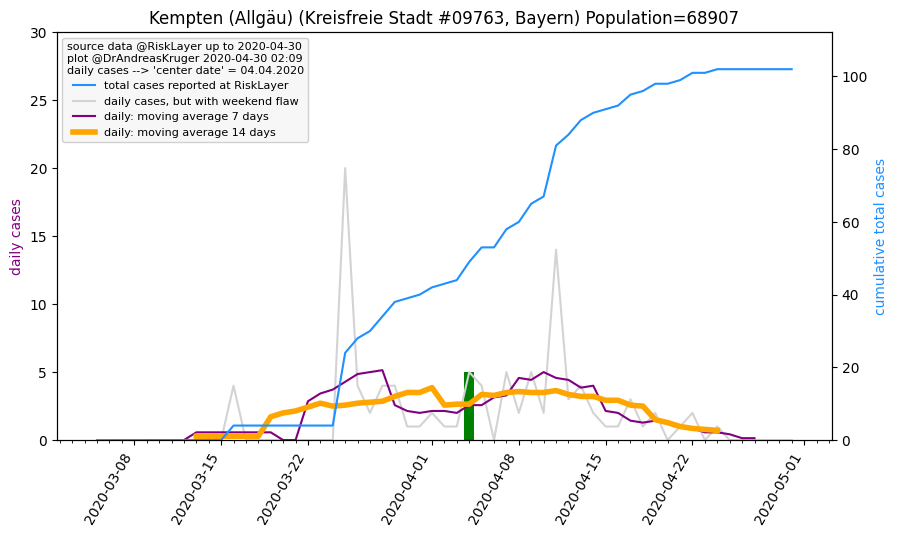 Kempten (Allgäu) (Kreisfreie Stadt #09763, Bayern) Population=68907
source data @RiskLayer up to 2020-04-30
plot @DrAndreasKruger 2020-04-30 02:09
daily cases --> 'center date' = 04.04.2020
total cases reported at RiskLayer
daily cases, but with weekend flaw
daily: moving average 7 days
daily: moving average 14 days
daily cases
30
25
20
15
10
5
0
100
80
60
40
20
0
cumulative total cases
2020-03-08
2020-03-15
2020-03-22
2020-04-01
2020-04-08
2020-04-15
2020-04-22
2020-05-01